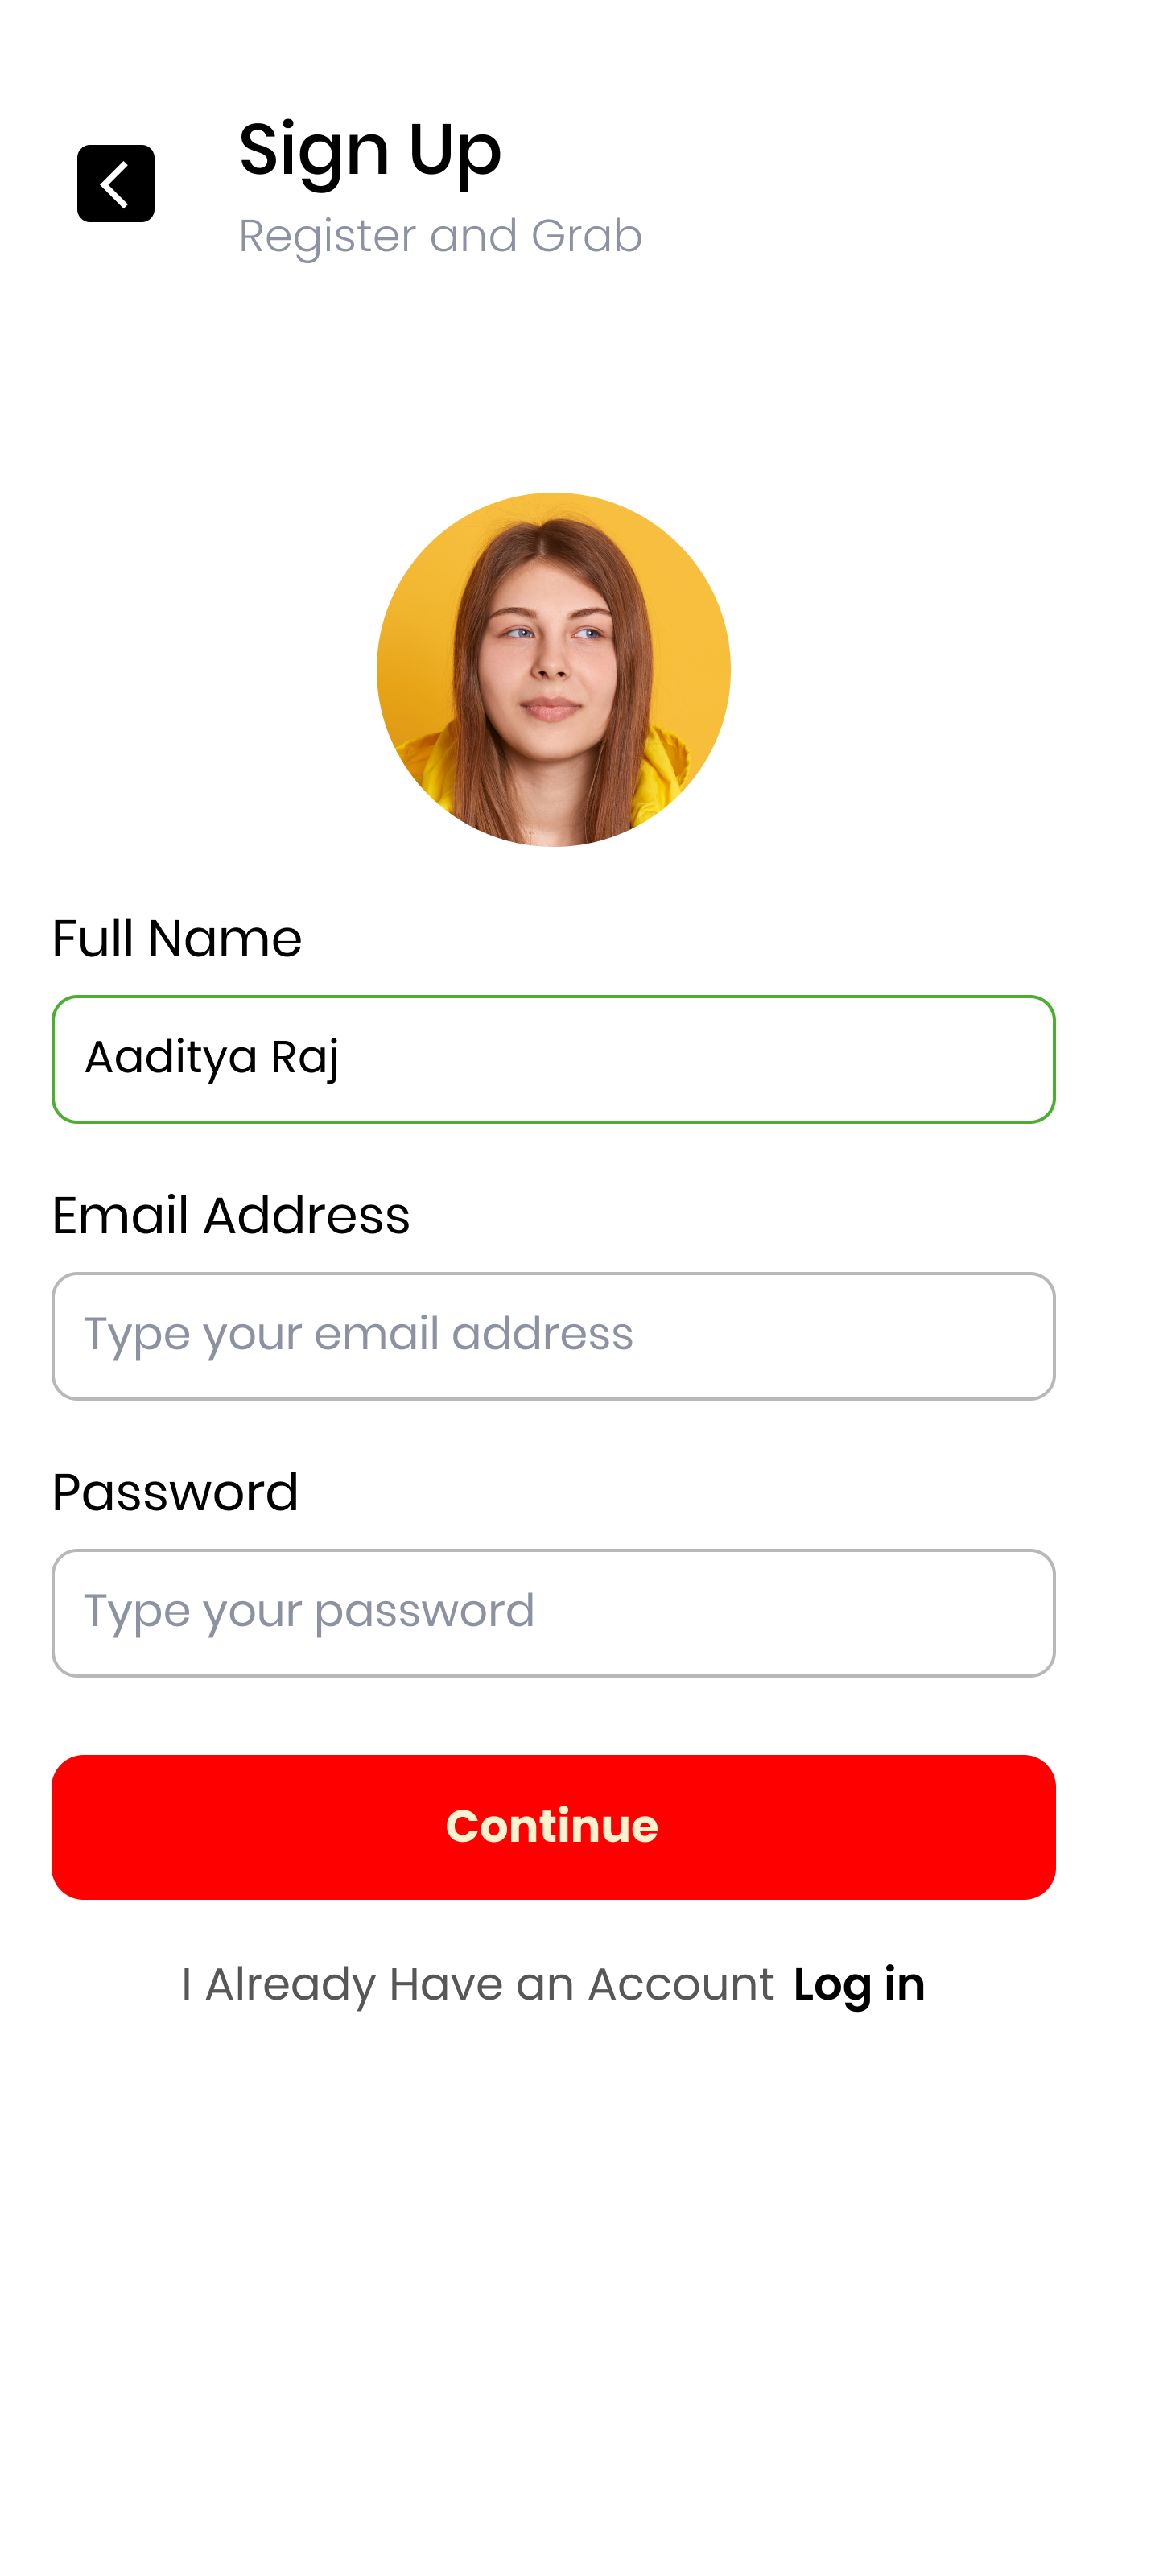 Sign Up
Register and Grab
Full Name
Aaditya Raj
Email Address
Type your email address
Password
Type your password
Continue
I Already Have an Account Log in